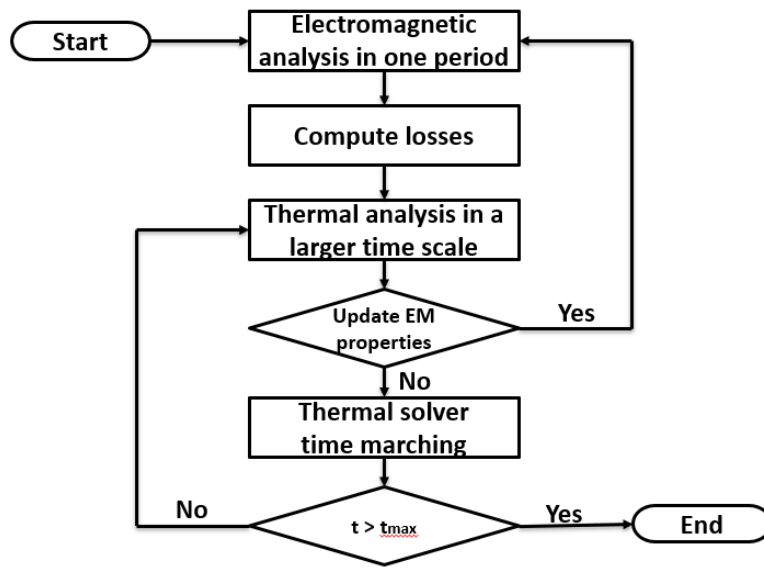 Start
Electromagnetic
analysis in one period
Compute losses
Thermal analysis in a
larger time scale
Update EM
properties
Yes
No
Thermal solver
time marching
No
t > tmax
Yes
End